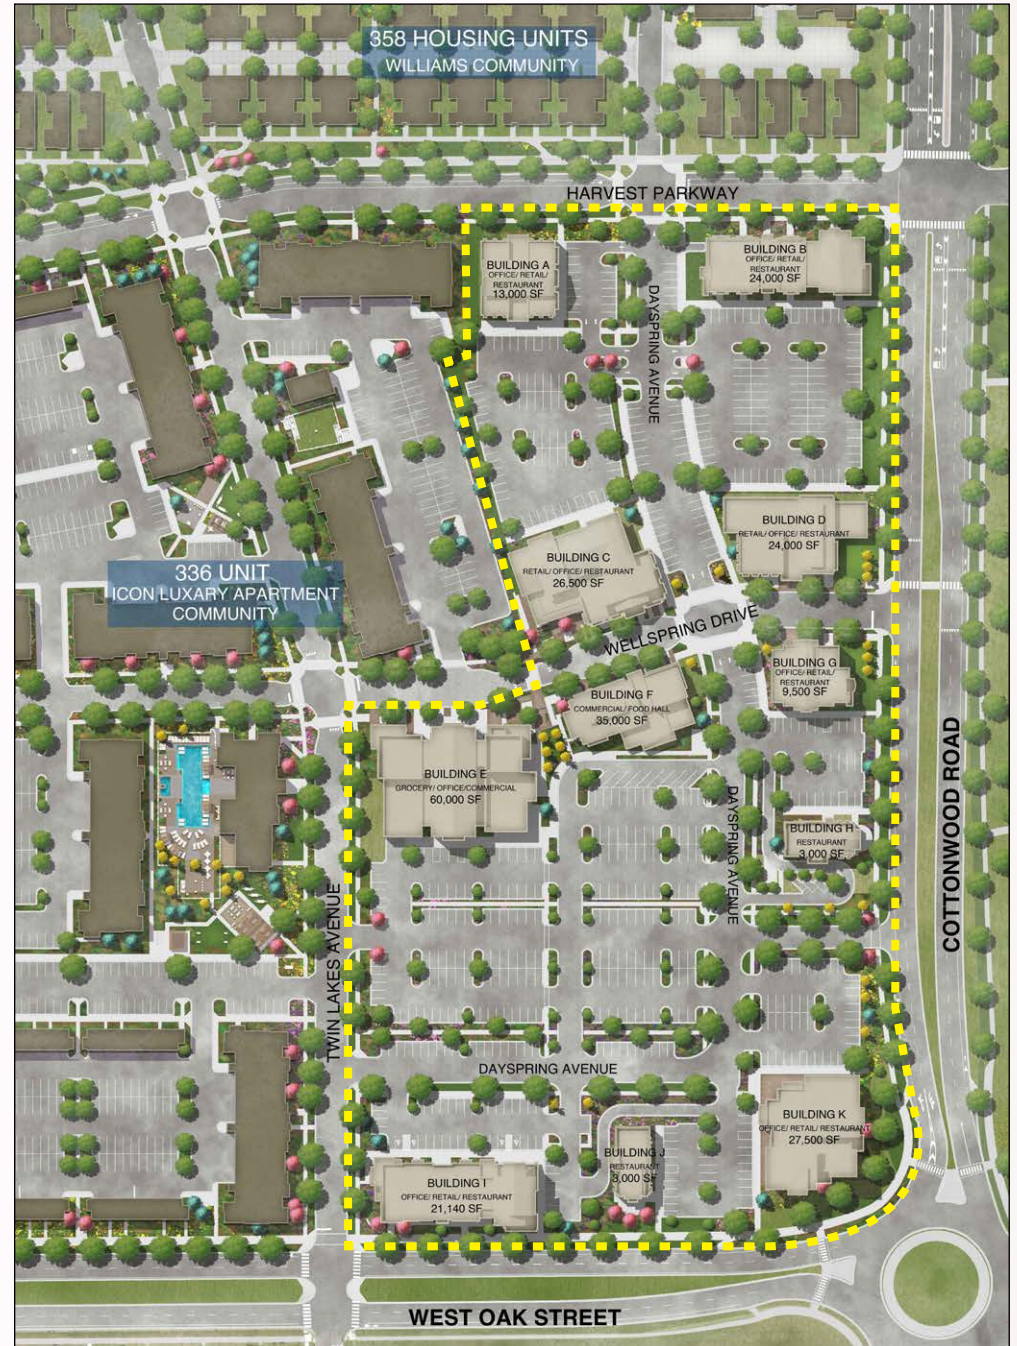 358 HOUSING UNITS
WILLIAMS COMMUNITY
HARVEST PARKWAY
BUILDING A
OFFICE/ RETAIL/
RESTAURANT
13,000 SF
BUILDING B
OFFICE/ RETAIL/
RESTAURANT
24,000 SF
DAYSPRING AVENUE
BUILDING C
RETAIL/ OFFICE/ RESTAURANT
26,500 SF
BUILDING D
RETAIL/ OFFICE/ RESTAURANT
24,000 SF
336 UNIT
ICON LUXARY APARTMENT
COMMUNITY
WELLSPRING DRIVE
BUILDING G
OFFICE/ RETAIL/
RESTAURANT
9,500 SF
BUILDING F
COMMERCIAL/ FOOD HALL
35,000 SF
BUILDING E
GROCERY/ OFFICE/COMMERCIAL
60,000 SF
COTTONWOOD ROAD
DAYSPRING AVENUE
BUILDING H
RESTAURANT
3,000 SF
TWIN LAKES AVENUE
DAYSPRING AVENUE
BUILDING K
OFFICE/ RETAIL/ RESTAURANT
27,500 SF
BUILDING J
RESTAURANT
3,000 SF
BUILDING I
OFFICE/ RETAIL/ RESTAURANT
21,140 SF
WEST OAK STREET